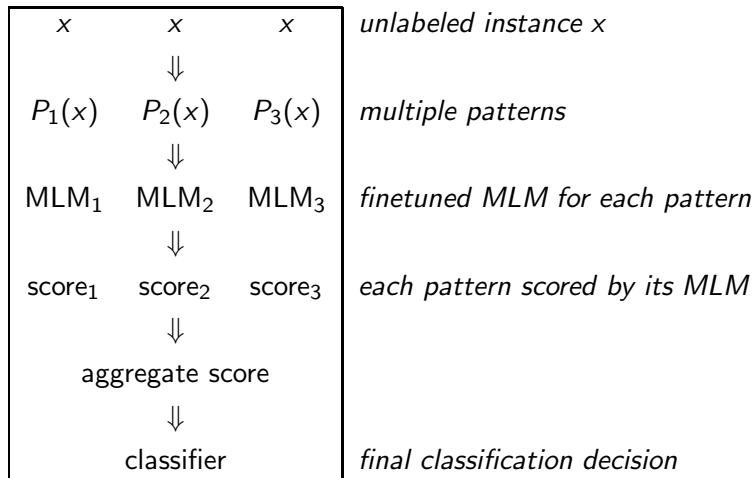 x x x unlabeled instance x
⇓
P₁(x) P₂(x) P₃(x) multiple patterns
⇓
MLM₁ MLM₂ MLM₃ finetuned MLM for each pattern
⇓
score₁ score₂ score₃ each pattern scored by its MLM
⇓
aggregate score
⇓
classifier final classification decision